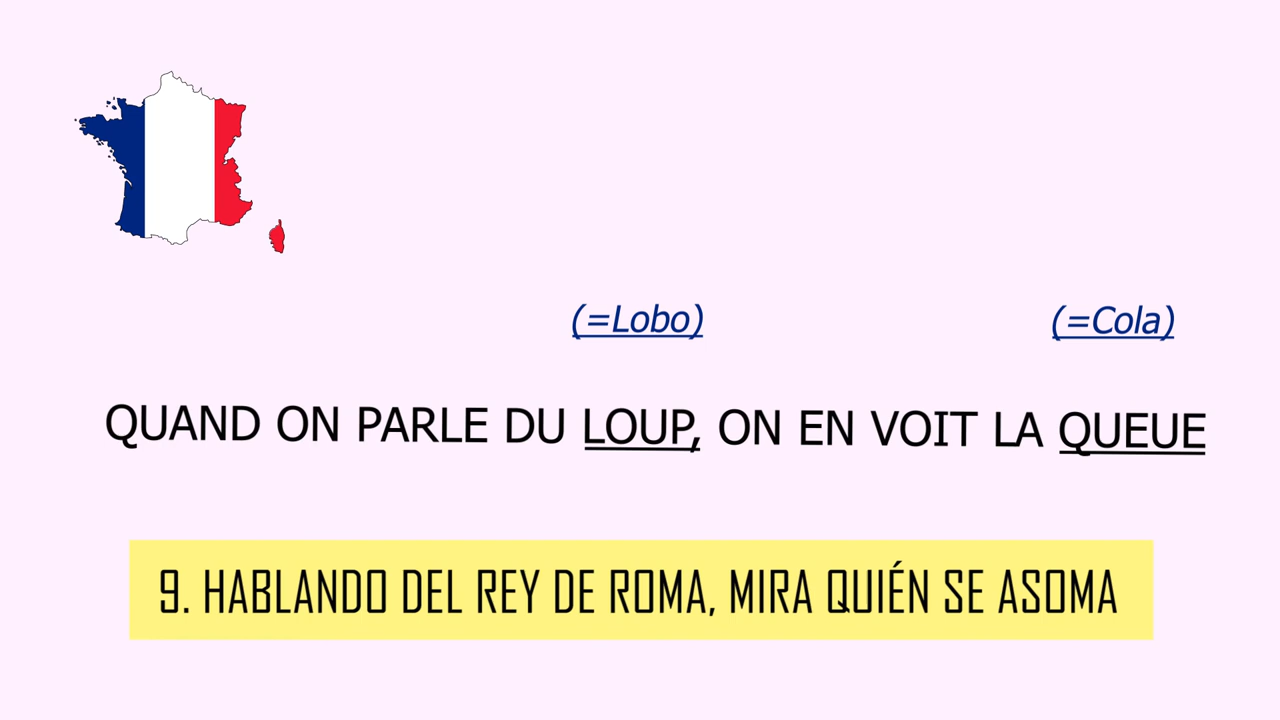 (=Lobo) (=Cola)
QUAND ON PARLE DU LOUP, ON EN VOIT LA QUEUE
9. HABLANDO DEL REY DE ROMA, MIRA QUIÉN SE ASOMA